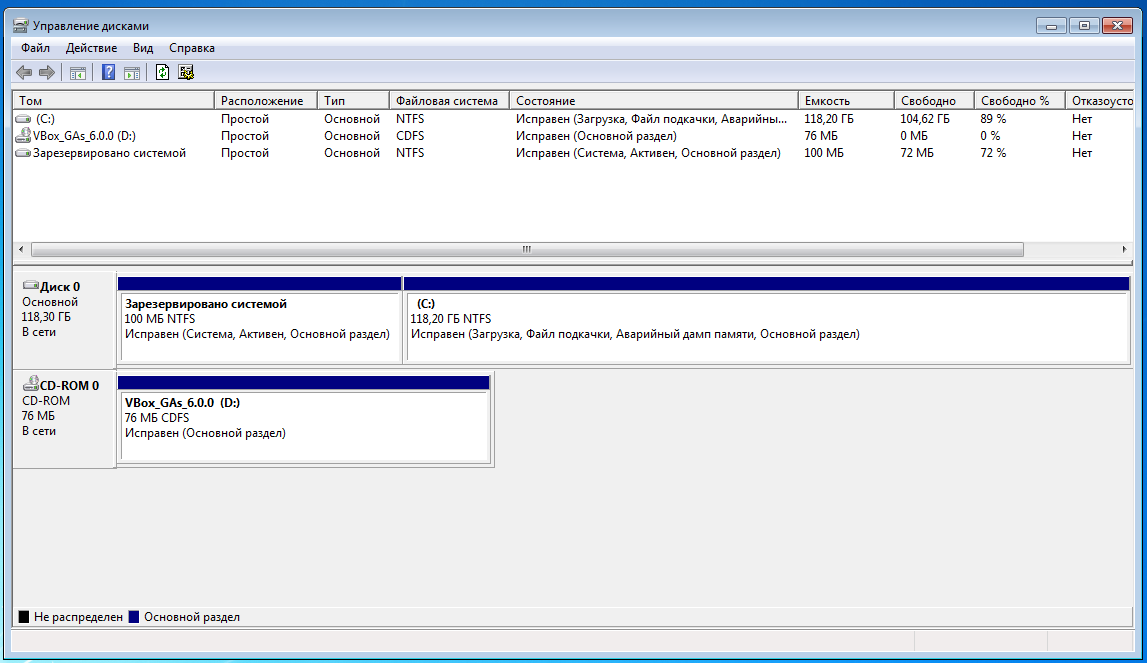 Управление дисками
Файл Действие Вид Справка
Том Расположение Тип Файловая система Состояние Емкость Свободно Свободно % Отказоусто
(C:) Простой Основной NTFS Исправен (Загрузка, Файл подкачки, Аварийны... 118,20 ГБ 104,62 ГБ 89 % Нет
VBox_GAs_6.0.0 (D:) Простой Основной CDFS Исправен (Основной раздел) 76 МБ 0 МБ 0 % Нет
Зарезервировано системой Простой Основной NTFS Исправен (Система, Активен, Основной раздел) 100 МБ 72 МБ 72 % Нет
Диск 0
Основной
118,30 ГБ
В сети
Зарезервировано системой
100 МБ NTFS
Исправен (Система, Активен, Основной раздел)
(C:)
118,20 ГБ NTFS
Исправен (Загрузка, Файл подкачки, Аварийный дамп памяти, Основной раздел)
CD-ROM 0
CD-ROM
76 МБ
В сети
VBox_GAs_6.0.0 (D:)
76 МБ CDFS
Исправен (Основной раздел)
Не распределен Основной раздел